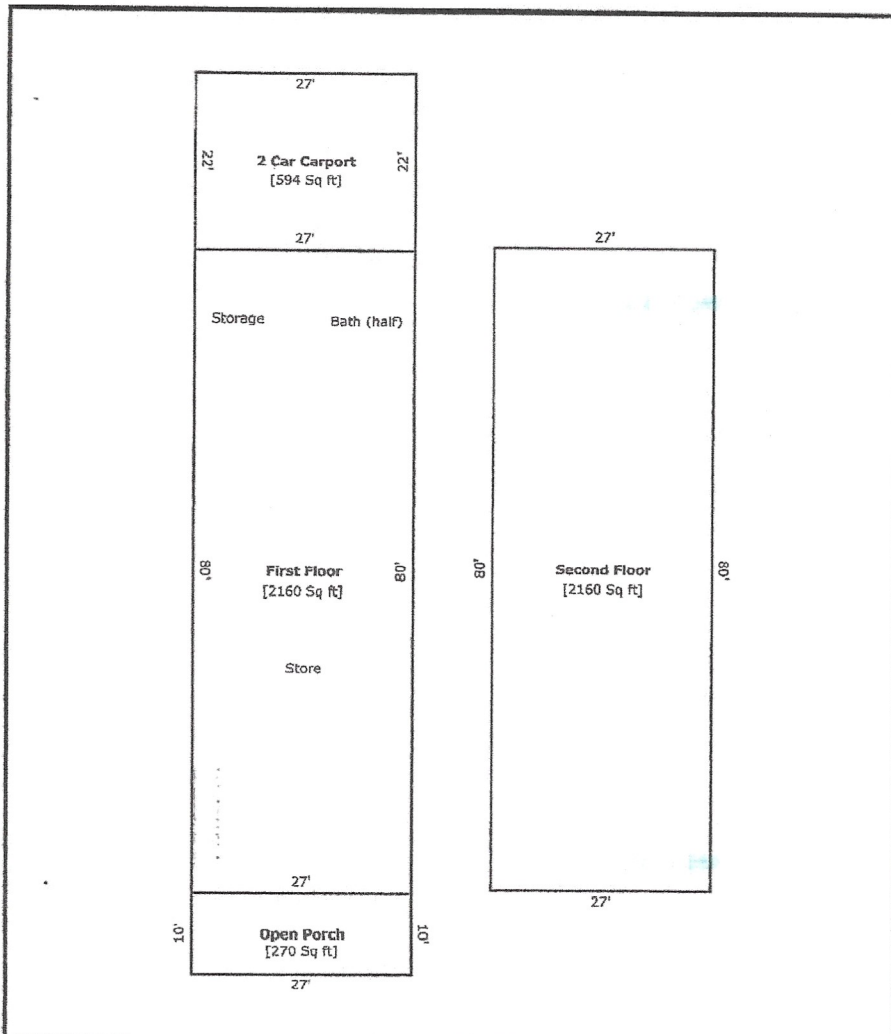 27'
22'
2 Car Carport
[594 Sq ft]
22'
27'
Storage
Bath (half)
80'
First Floor
[2160 Sq ft]
80'
Store
27'
10'
Open Porch
[270 Sq ft]
10'
27'
27'
80'
Second Floor
[2160 Sq ft]
80'
27'